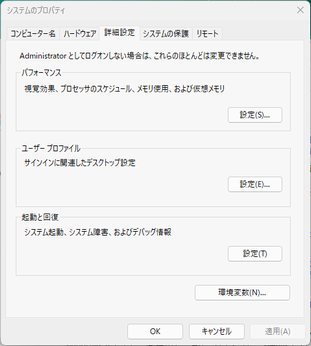 システムのプロパティ
コンピューター名 ハードウェア 詳細設定 システムの保護 リモート
Administrator としてログオンしない場合は、これらのほとんどは変更できません。
パフォーマンス
視覚効果、プロセッサのスケジュール、メモリ使用、および仮想メモリ
設定(S)...
ユーザー プロファイル
サインインに関連したデスクトップ設定
設定(E)...
起動と回復
システム起動、システム障害、およびデバッグ情報
設定(T)
環境変数(N)...
OK キャンセル 適用(A)